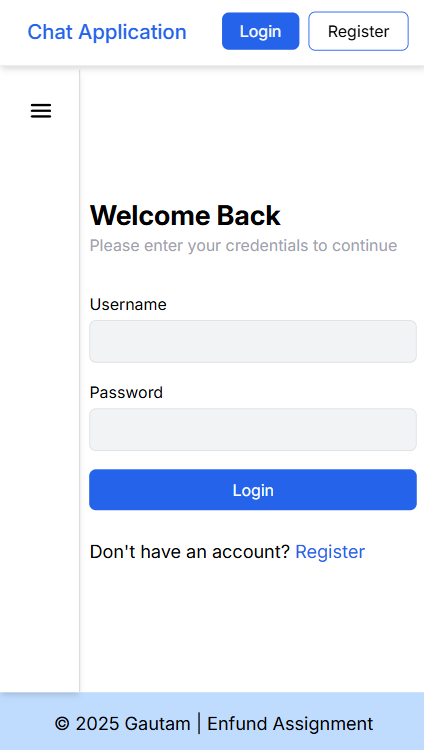 Chat Application
Login
Register
Welcome Back
Please enter your credentials to continue
Username
Password
Login
Don't have an account? Register
© 2025 Gautam | Enfund Assignment